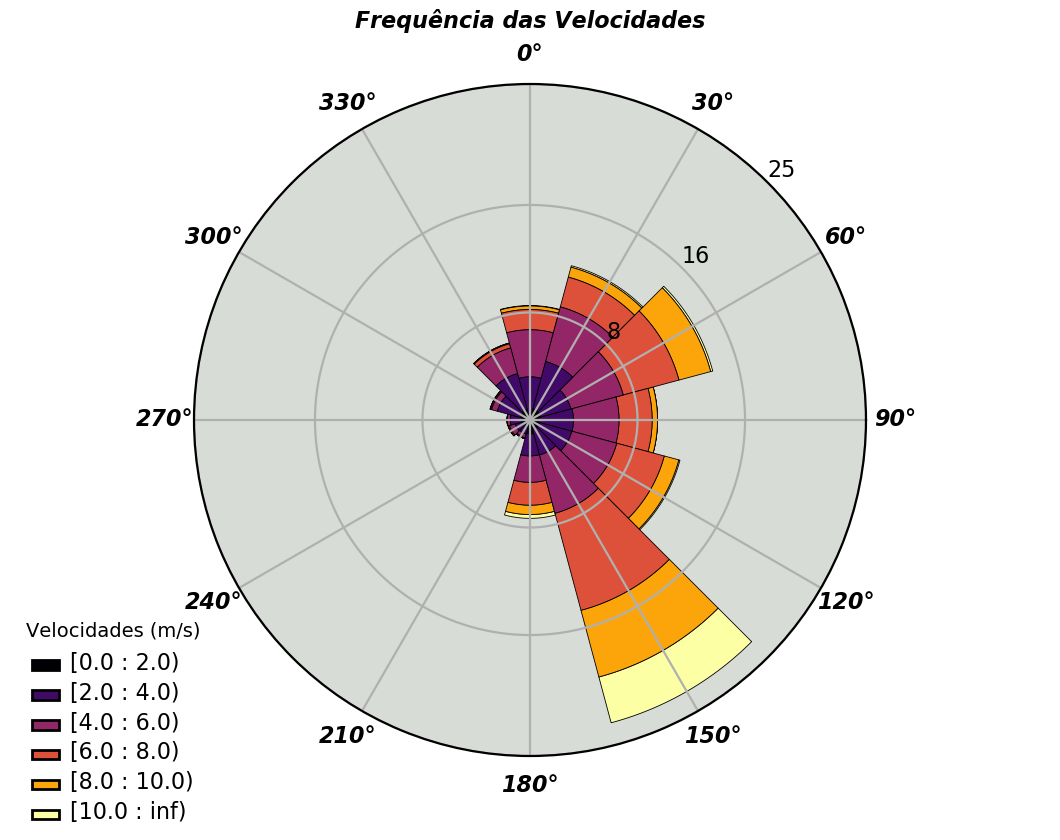 Frequência das Velocidades
0°
330°
30°
25
300°
60°
16
8
270°
90°
240°
120°
210°
150°
180°
Velocidades (m/s)
[0.0 : 2.0)
[2.0 : 4.0)
[4.0 : 6.0)
[6.0 : 8.0)
[8.0 : 10.0)
[10.0 : inf)